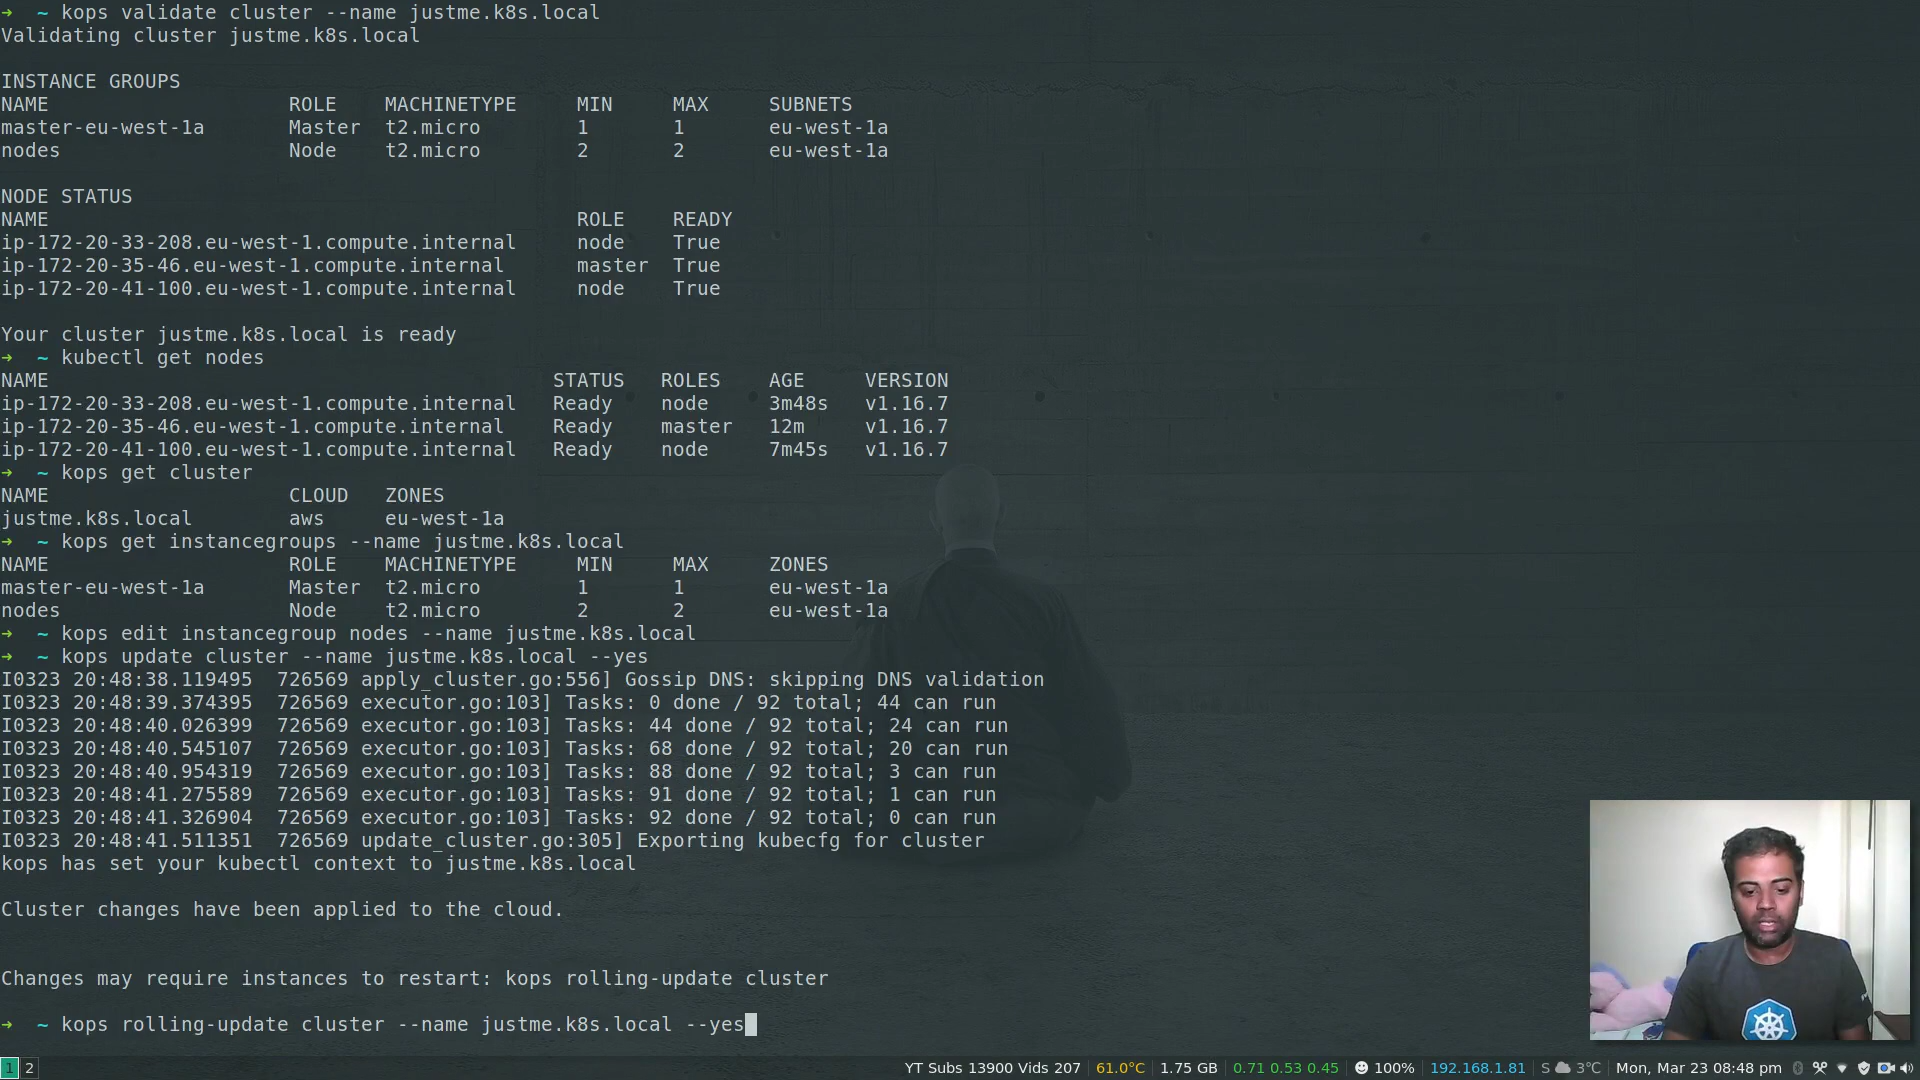 ➜ ~ kops validate cluster --name justme.k8s.local
Validating cluster justme.k8s.local
INSTANCE GROUPS
NAME ROLE MACHINETYPE MIN MAX SUBNETS
master-eu-west-1a Master t2.micro 1 1 eu-west-1a
nodes Node t2.micro 2 2 eu-west-1a
NODE STATUS
NAME ROLE READY
ip-172-20-33-208.eu-west-1.compute.internal node True
ip-172-20-35-46.eu-west-1.compute.internal master True
ip-172-20-41-100.eu-west-1.compute.internal node True
Your cluster justme.k8s.local is ready
➜ ~ kubectl get nodes
NAME STATUS ROLES AGE VERSION
ip-172-20-33-208.eu-west-1.compute.internal Ready node 3m48s v1.16.7
ip-172-20-35-46.eu-west-1.compute.internal Ready master 12m v1.16.7
ip-172-20-41-100.eu-west-1.compute.internal Ready node 7m45s v1.16.7
➜ ~ kops get cluster
NAME CLOUD ZONES
justme.k8s.local aws eu-west-1a
➜ ~ kops get instancegroups --name justme.k8s.local
NAME ROLE MACHINETYPE MIN MAX ZONES
master-eu-west-1a Master t2.micro 1 1 eu-west-1a
nodes Node t2.micro 2 2 eu-west-1a
➜ ~ kops edit instancegroup nodes --name justme.k8s.local
➜ ~ kops update cluster --name justme.k8s.local --yes
I0323 20:48:38.119495 726569 apply_cluster.go:556] Gossip DNS: skipping DNS validation
I0323 20:48:39.374395 726569 executor.go:103] Tasks: 0 done / 92 total; 44 can run
I0323 20:48:40.026399 726569 executor.go:103] Tasks: 44 done / 92 total; 24 can run
I0323 20:48:40.545107 726569 executor.go:103] Tasks: 68 done / 92 total; 20 can run
I0323 20:48:40.954319 726569 executor.go:103] Tasks: 88 done / 92 total; 3 can run
I0323 20:48:41.275589 726569 executor.go:103] Tasks: 91 done / 92 total; 1 can run
I0323 20:48:41.326904 726569 executor.go:103] Tasks: 92 done / 92 total; 0 can run
I0323 20:48:41.511351 726569 update_cluster.go:305] Exporting kubecfg for cluster
kops has set your kubectl context to justme.k8s.local
Cluster changes have been applied to the cloud.
Changes may require instances to restart: kops rolling-update cluster
➜ ~ kops rolling-update cluster --name justme.k8s.local --yes
1 2 YT Subs 13900 Vids 207 61.0°C 1.75 GB 0.71 0.53 0.45 100% 192.168.1.81 S 3°C Mon, Mar 23 08:48 pm